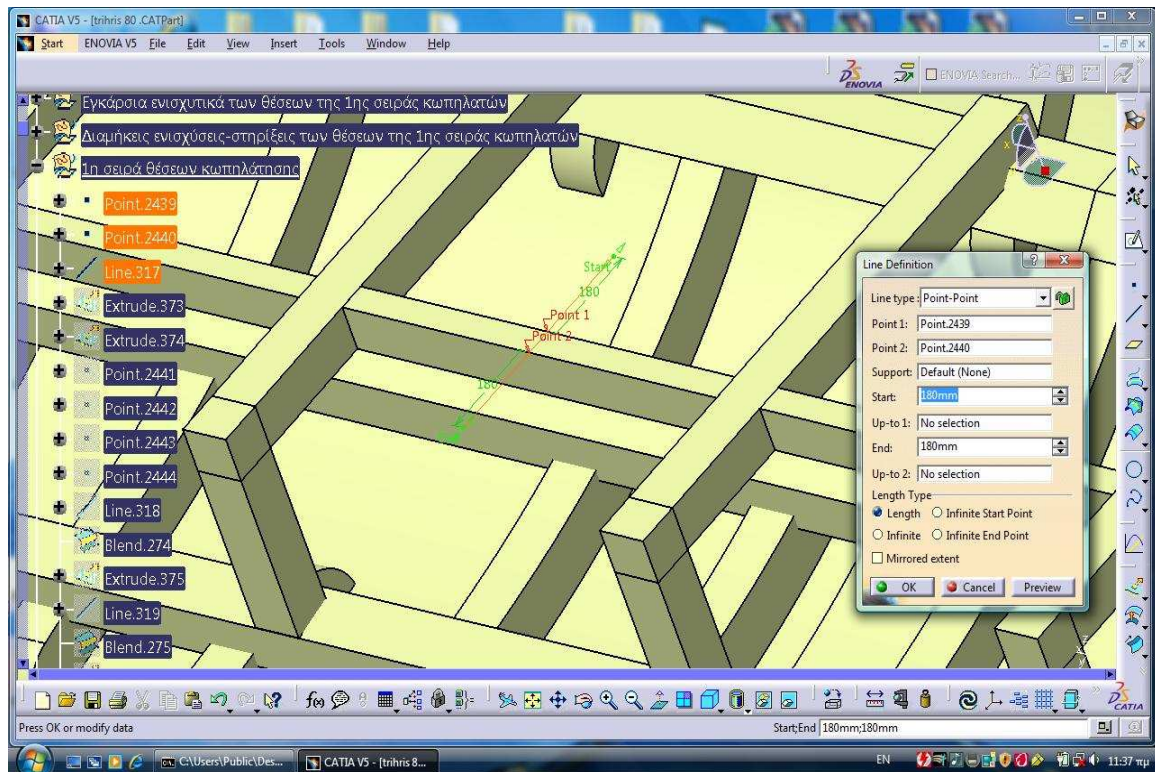 CATIA V5 - [trihris 80 .CATPart]
Start ENOVIA V5 File Edit View Insert Tools Window Help
ENOVIA
ENOVIA Search...
Εγκάρσια ενισχυτικά των θέσεων της 1ης σειράς κωπηλατών
Διαμήκεις ενισχύσεις-στηρίξεις των θέσεων της 1ης σειράς κωπηλατών
1η σειρά θέσεων κωπηλάτησης
Point.2439
Point.2440
Line.317
Extrude.373
Extrude.374
Point.2441
Point.2442
Point.2443
Point.2444
Line.318
Blend.274
Extrude.375
Line.319
Blend.275
Start
180
Point 1
Point 2
180
Line Definition
Line type : Point-Point
Point 1: Point.2439
Point 2: Point.2440
Support: Default (None)
Start: 180mm
Up-to 1: No selection
End: 180mm
Up-to 2: No selection
Length Type
Length Infinite Start Point
Infinite Infinite End Point
Mirrored extent
OK Cancel Preview
CATIA
Press OK or modify data
Start;End 180mm;180mm
C:\Users\Public\Des...
CATIA V5 - [trihris 8...
EN
11:37 πμ